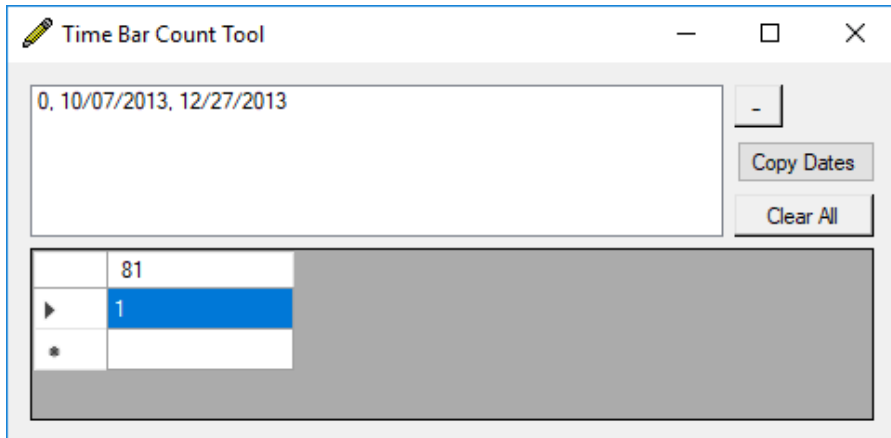 Time Bar Count Tool
0, 10/07/2013, 12/27/2013
-
Copy Dates
Clear All
81
1